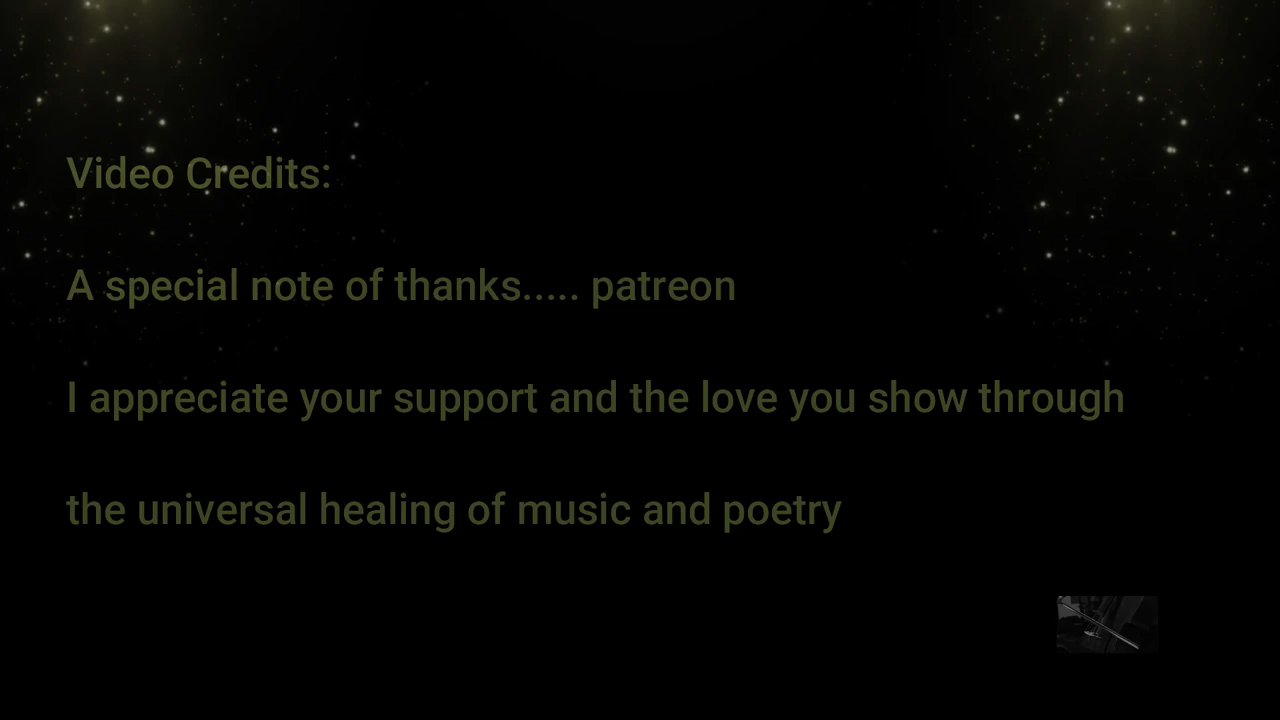 Video Credits:
A special note of thanks..... patreon
I appreciate your support and the love you show through
the universal healing of music and poetry